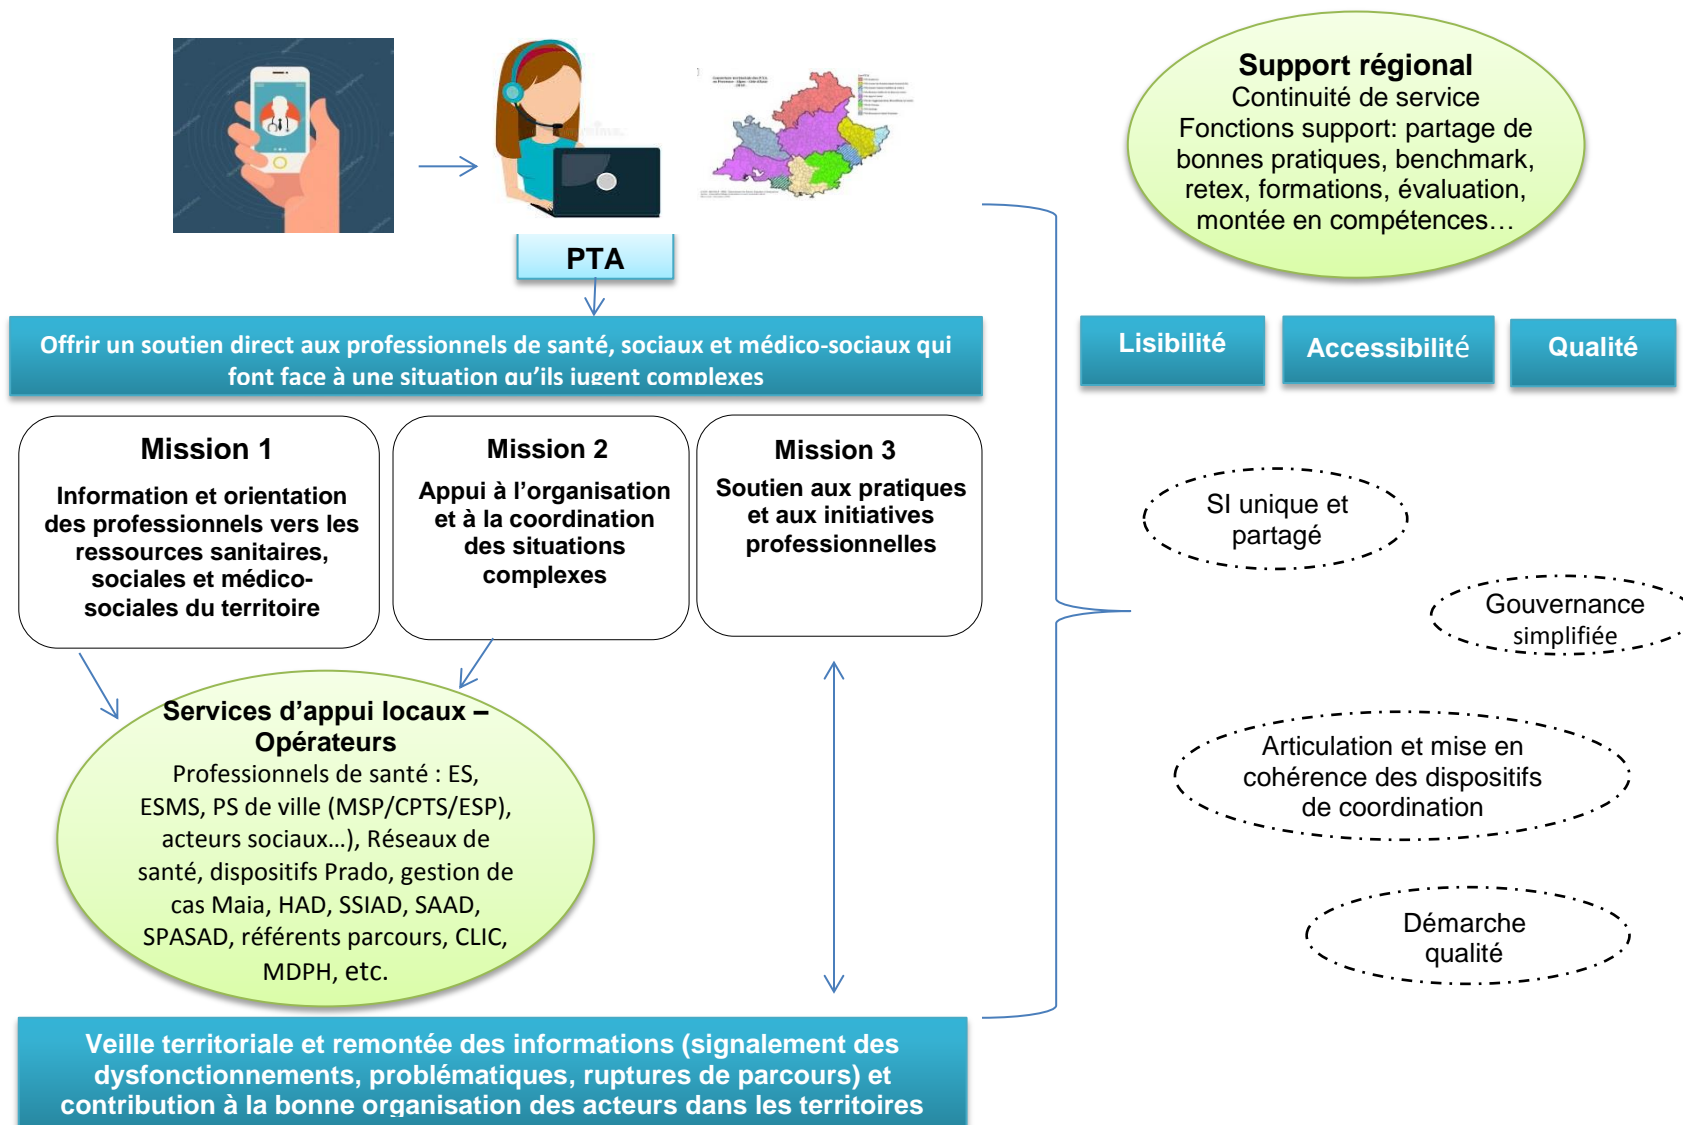 PTA
Offrir un soutien direct aux professionnels de santé, sociaux et médico-sociaux qui
font face à une situation qu'ils jugent complexes
Mission 1
Information et orientation
des professionnels vers les
ressources sanitaires,
sociales et médico-
sociales du territoire
Mission 2
Appui à l'organisation
et à la coordination
des situations
complexes
Mission 3
Soutien aux pratiques
et aux initiatives
professionnelles
Services d'appui locaux –
Opérateurs
Professionnels de santé : ES,
ESMS, PS de ville (MSP/CPTS/ESP),
acteurs sociaux…), Réseaux de
santé, dispositifs Prado, gestion de
cas Maia, HAD, SSIAD, SAAD,
SPASAD, référents parcours, CLIC,
MDPH, etc.
Veille territoriale et remontée des informations (signalement des
dysfonctionnements, problématiques, ruptures de parcours) et
contribution à la bonne organisation des acteurs dans les territoires
Support régional
Continuité de service
Fonctions support: partage de
bonnes pratiques, benchmark,
retex, formations, évaluation,
montée en compétences…
Lisibilité
Accessibilité
Qualité
SI unique et
partagé
Gouvernance
simplifiée
Articulation et mise en
cohérence des dispositifs
de coordination
Démarche
qualité